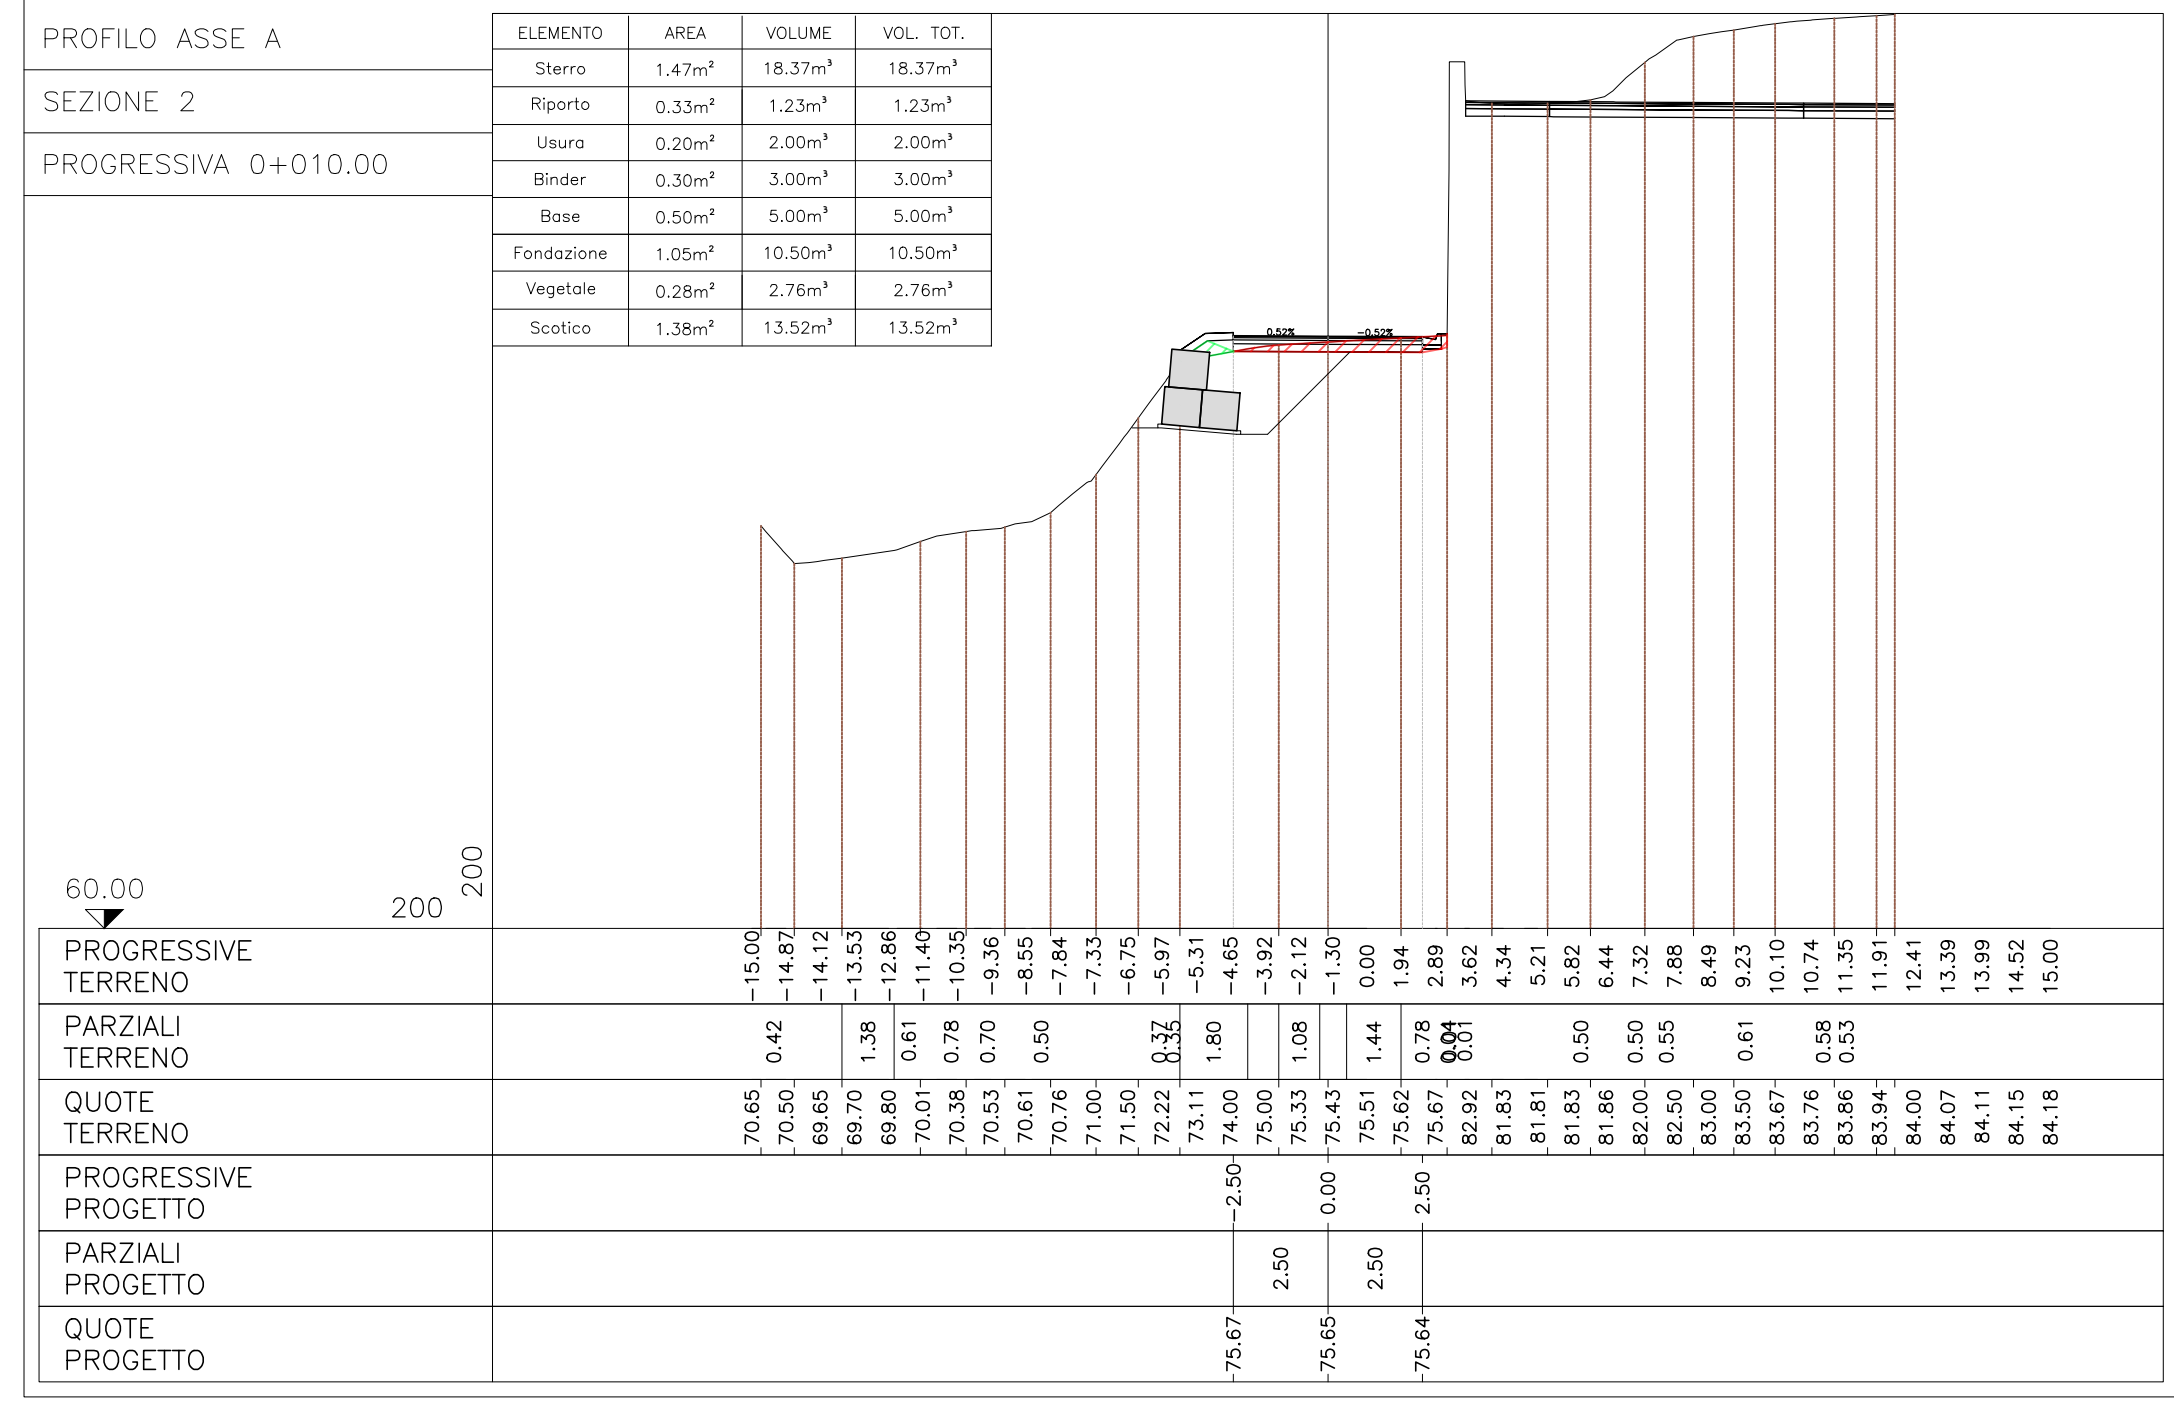 PROFILO ASSE A
SEZIONE 2
PROGRESSIVA 0+010.00
ELEMENTO AREA VOLUME VOL. TOT.
Sterro 1.47m² 18.37m³ 18.37m³
Riporto 0.33m² 1.23m³ 1.23m³
Usura 0.20m² 2.00m³ 2.00m³
Binder 0.30m² 3.00m³ 3.00m³
Base 0.50m² 5.00m³ 5.00m³
Fondazione 1.05m² 10.50m³ 10.50m³
Vegetale 0.28m² 2.76m³ 2.76m³
Scotico 1.38m² 13.52m³ 13.52m³
0.52% -0.52%
60.00
200
200
PROGRESSIVE
TERRENO
-15.00 -14.87 -14.12 -13.53 -12.86 -11.40 -10.35 -9.36 -8.55 -7.84 -7.33 -6.75 -5.97 -5.31 -4.65 -3.92 -2.12 -1.30 0.00 1.94 2.89 3.62 4.34 5.21 5.82 6.44 7.32 7.88 8.49 9.23 10.10 10.74 11.35 11.91 12.41 13.39 13.99 14.52 15.00
PARZIALI
TERRENO
0.42 1.38 0.61 0.78 0.70 0.50 0.37 0.35 1.80 1.08 1.44 0.78 0.04 0.01 0.50 0.50 0.55 0.61 0.58 0.53
QUOTE
TERRENO
70.65 70.50 69.65 69.70 69.80 70.01 70.38 70.53 70.61 70.76 71.00 71.50 72.22 73.11 74.00 75.00 75.33 75.43 75.51 75.62 75.67 82.92 81.83 81.81 81.83 81.86 82.00 82.50 83.00 83.50 83.67 83.76 83.86 83.94 84.00 84.07 84.11 84.15 84.18
PROGRESSIVE
PROGETTO
-2.50 0.00 2.50
PARZIALI
PROGETTO
2.50 2.50
QUOTE
PROGETTO
75.67 75.65 75.64